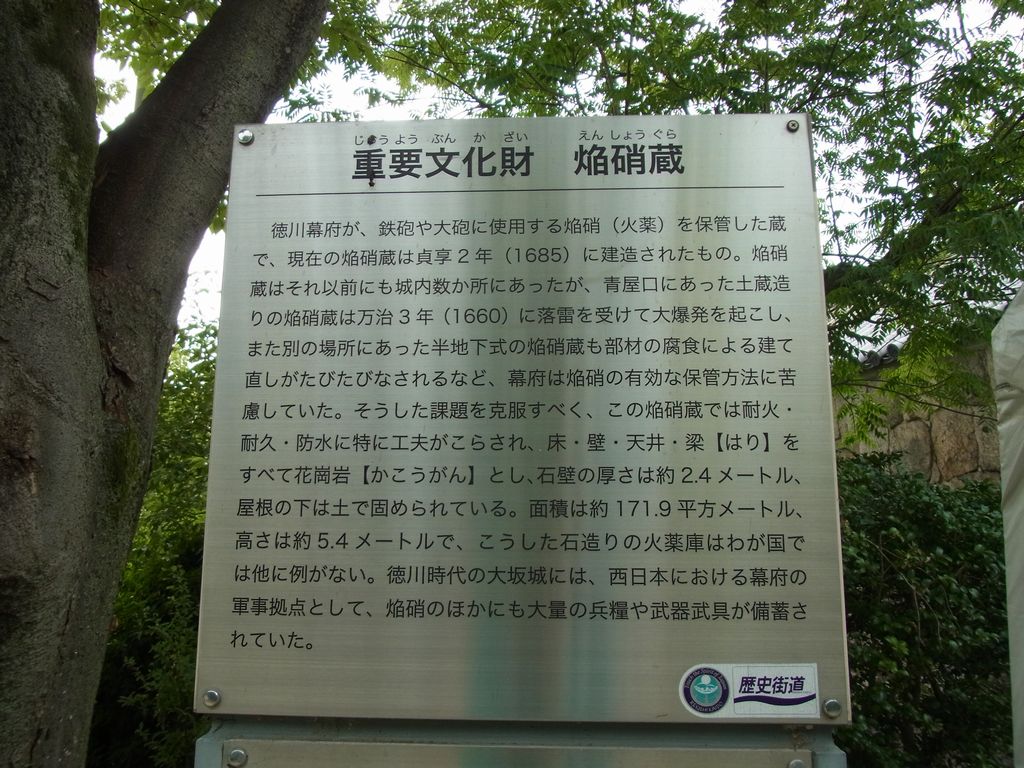 じゅうようぶんかざい　えんしょうぐら
重要文化財　焔硝蔵
徳川幕府が、鉄砲や大砲に使用する焔硝（火薬）を保管した蔵
で、現在の焔硝蔵は貞享２年（1685）に建造されたもの。焔硝
蔵はそれ以前にも城内数か所にあったが、青屋口にあった土蔵造
りの焔硝蔵は万治３年（1660）に落雷を受けて大爆発を起こし、
また別の場所にあった半地下式の焔硝蔵も部材の腐食による建て
直しがたびたびなされるなど、幕府は焔硝の有効な保管方法に苦
慮していた。そうした課題を克服すべく、この焔硝蔵では耐火・
耐久・防水に特に工夫がこらされ、床・壁・天井・梁【はり】を
すべて花崗岩【かこうがん】とし、石壁の厚さは約 2.4 メートル、
屋根の下は土で固められている。面積は約 171.9 平方メートル、
高さは約 5.4 メートルで、こうした石造りの火薬庫はわが国で
は他に例がない。徳川時代の大坂城には、西日本における幕府の
軍事拠点として、焔硝のほかにも大量の兵糧や武器武具が備蓄さ
れていた。
歴史街道